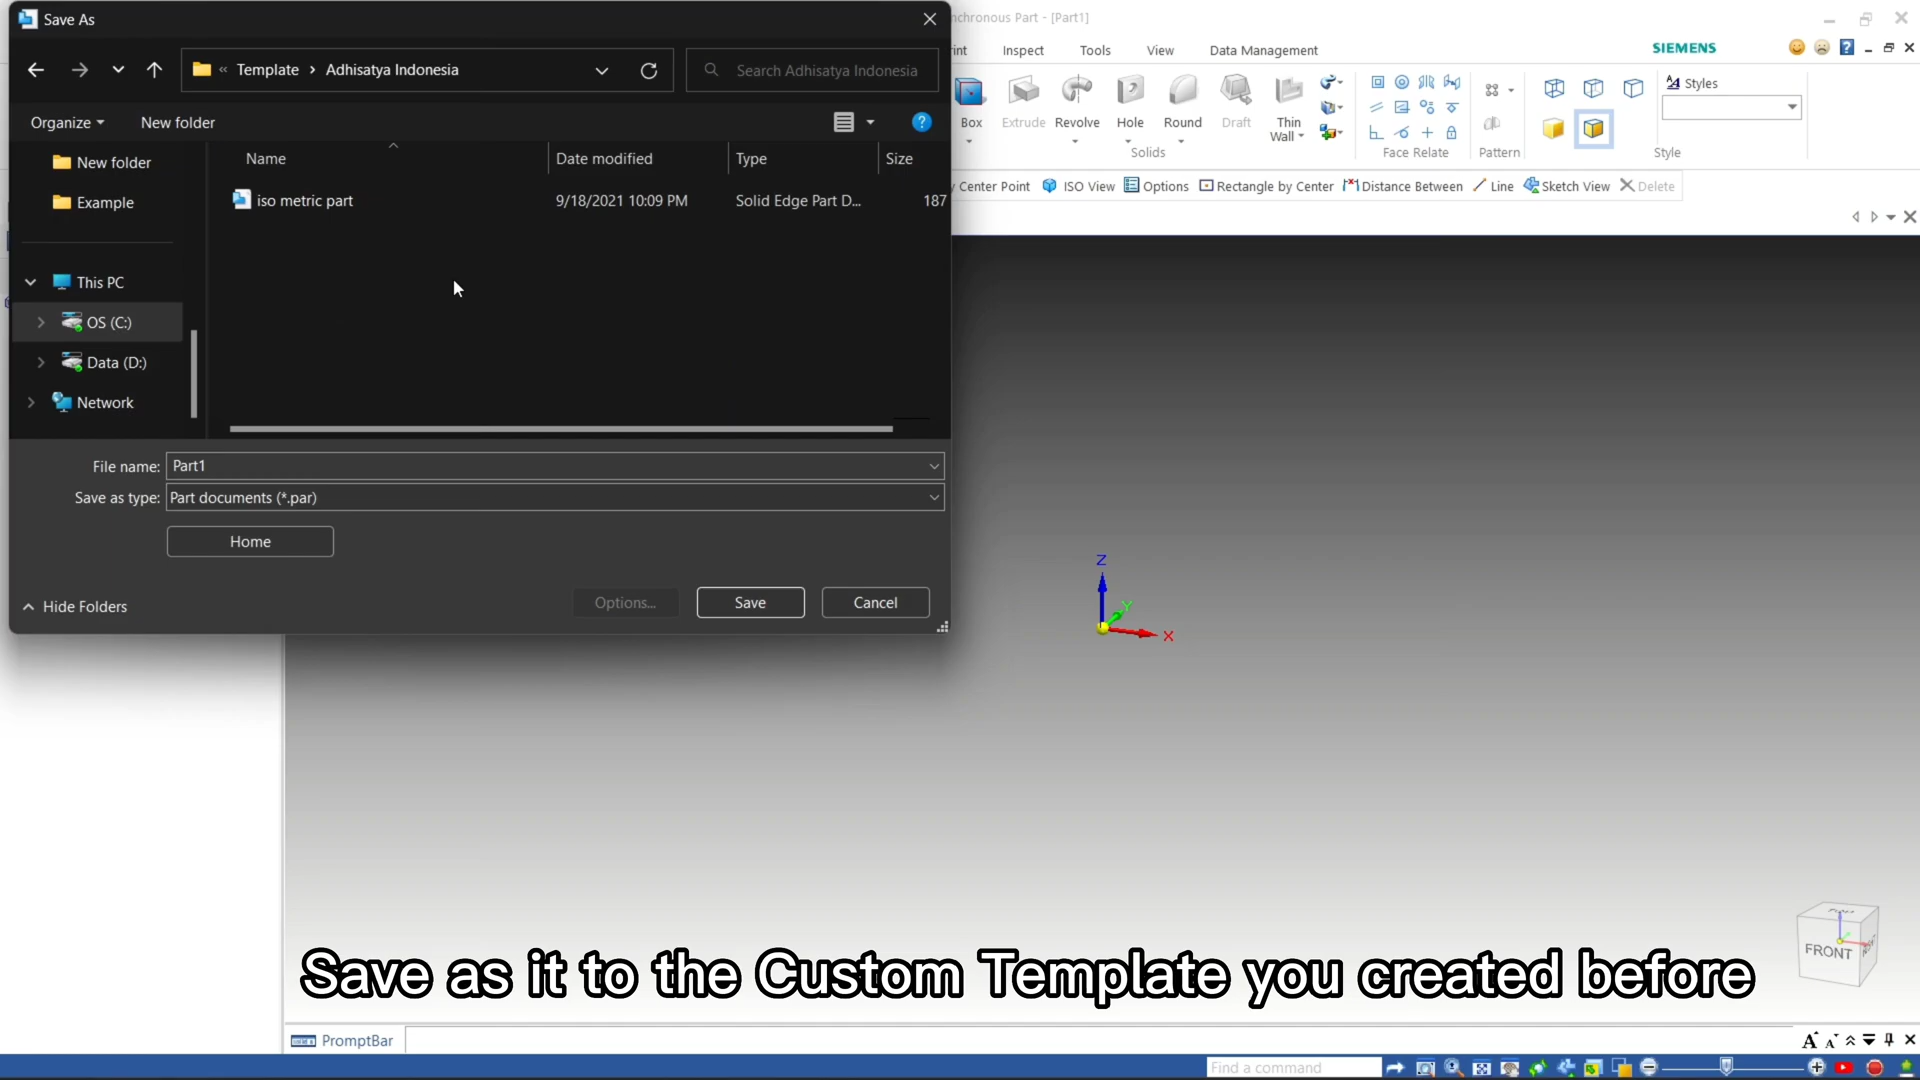 Save As
nchronous Part - [Part1]
int
Inspect
Tools
View
Data Management
SIEMENS
« Template > Adhisatya Indonesia
Search Adhisatya Indonesia
Organize
New folder
Box
Extrude
Revolve
Hole
Round
Draft
Thin
Wall
Solids
Face Relate
Pattern
Styles
Style
Center Point
ISO View
Options
Rectangle by Center
Distance Between
Line
Sketch View
Delete
Name
Date modified
Type
Size
iso metric part
9/18/2021 10:09 PM
Solid Edge Part D...
187
New folder
Example
This PC
OS (C:)
Data (D:)
Network
File name: Part1
Save as type: Part documents (*.par)
Home
Hide Folders
Options...
Save
Cancel
Z
Y
X
TOP
FRONT
Save as it to the Custom Template you created before
PromptBar
Find a command